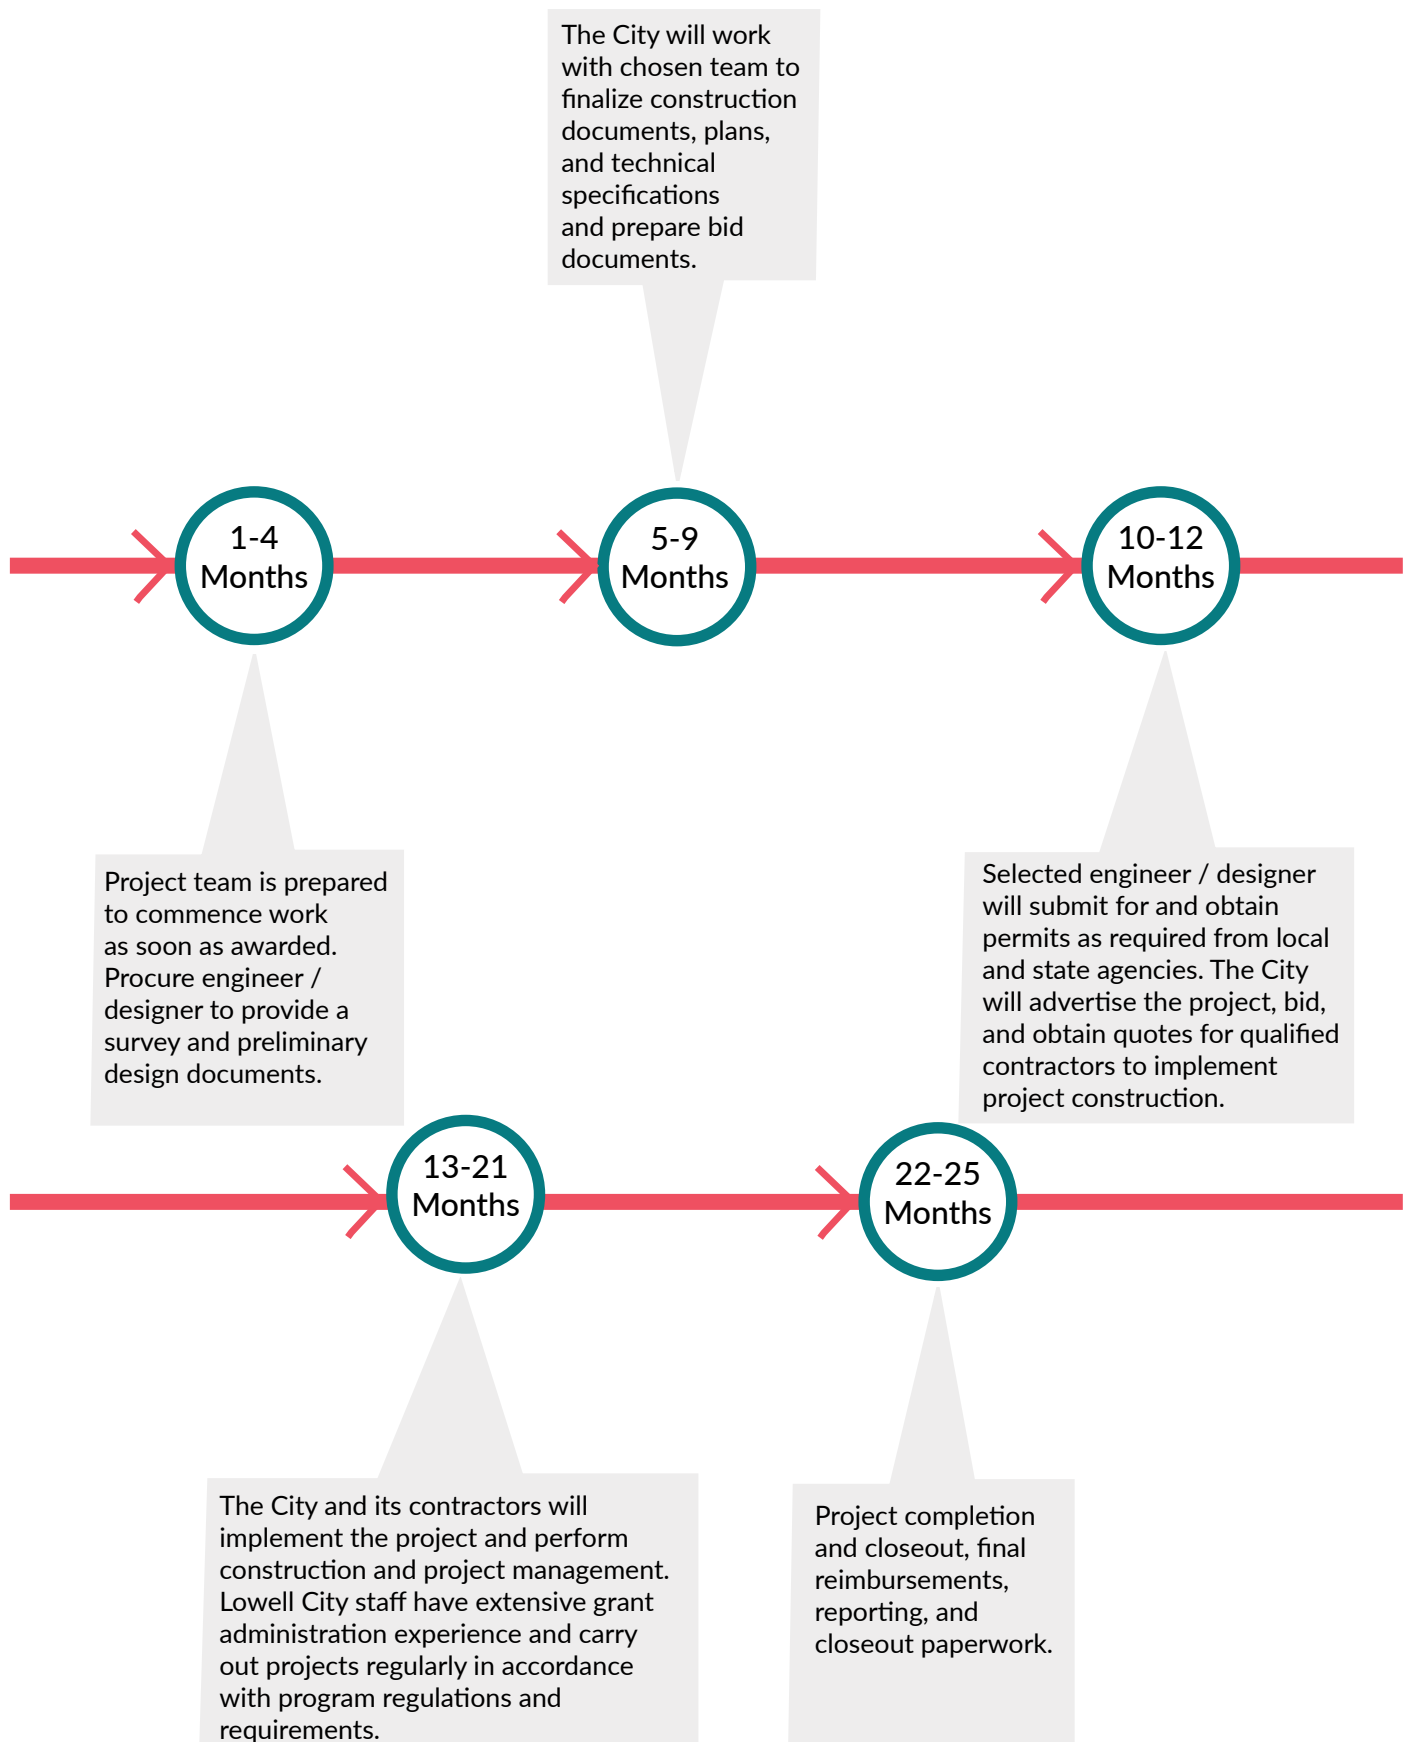 The City will work
with chosen team to
finalize construction
documents, plans,
and technical
specifications
and prepare bid
documents.
1-4
Months
5-9
Months
10-12
Months
Project team is prepared
to commence work
as soon as awarded.
Procure engineer /
designer to provide a
survey and preliminary
design documents.
Selected engineer / designer
will submit for and obtain
permits as required from local
and state agencies. The City
will advertise the project, bid,
and obtain quotes for qualified
contractors to implement
project construction.
13-21
Months
22-25
Months
The City and its contractors will
implement the project and perform
construction and project management.
Lowell City staff have extensive grant
administration experience and carry
out projects regularly in accordance
with program regulations and
requirements.
Project completion
and closeout, final
reimbursements,
reporting, and
closeout paperwork.